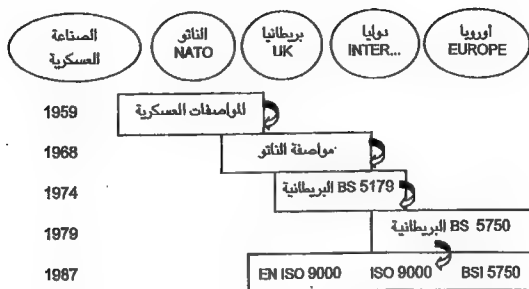 الصناعة العسكرية
الناتو NATO
بريطانيا UK
دوليا INTER...
أوروبا EUROPE
1959
المواصفات العسكرية
1968
مواصفة الناتو
1974
BS 5179 البريطانية
1979
BS 5750 البريطانية
1987
EN ISO 9000 ISO 9000 BSI 5750